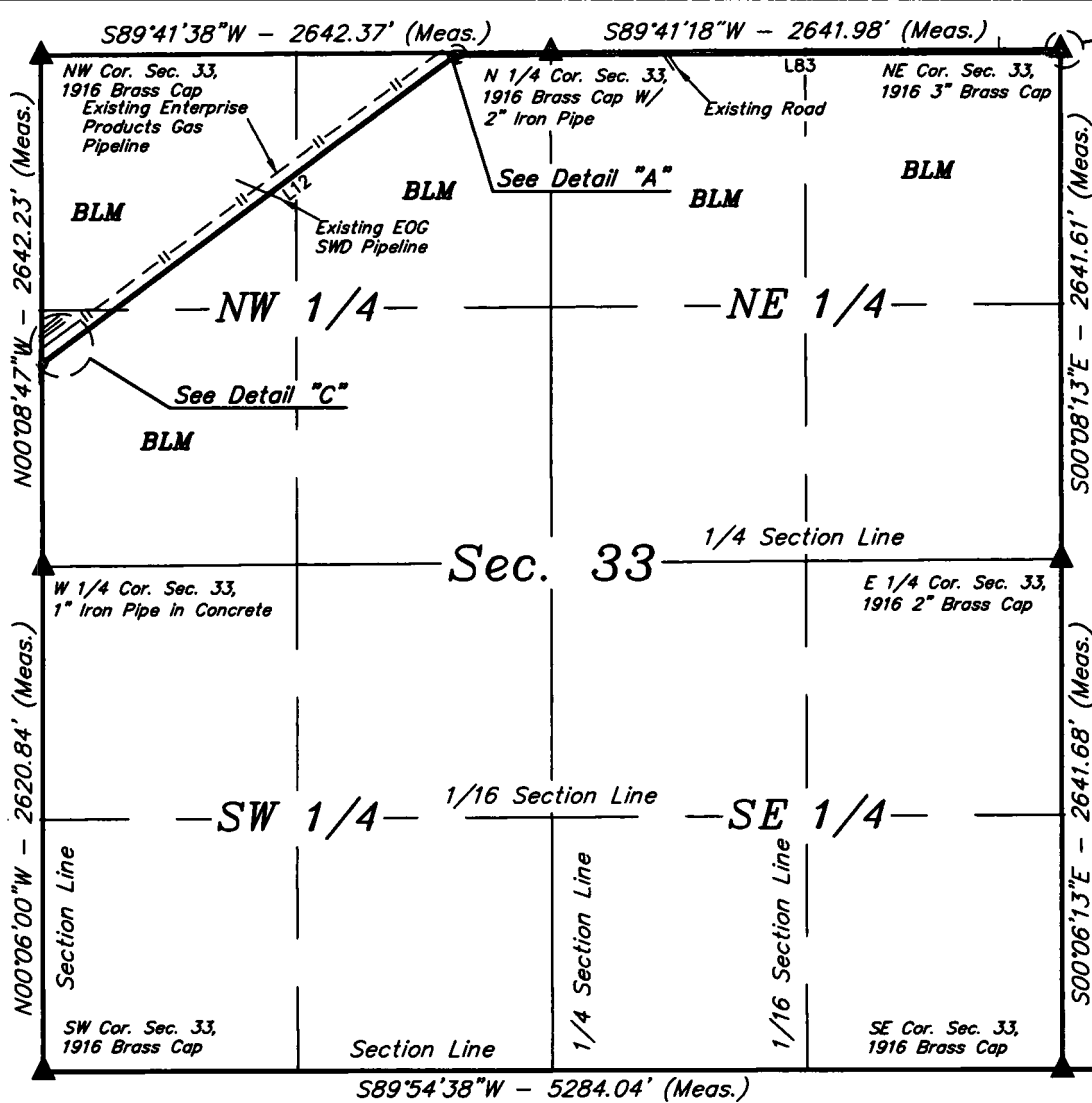 S89°41'38"W - 2642.37' (Meas.)
S89°41'18"W - 2641.98' (Meas.)
NW Cor. Sec. 33,
1916 Brass Cap
Existing Enterprise
Products Gas
Pipeline
N 1/4 Cor. Sec. 33,
1916 Brass Cap W/
2" Iron Pipe
L83
Existing Road
NE Cor. Sec. 33,
1916 3" Brass Cap
See Detail "A"
BLM
BLM
BLM
BLM
L12
Existing EOG
SWD Pipeline
N00°08'47"W - 2642.23' (Meas.)
S00°08'13"E - 2641.61' (Meas.)
NW 1/4
NE 1/4
See Detail "C"
BLM
1/4 Section Line
Sec. 33
W 1/4 Cor. Sec. 33,
1" Iron Pipe in Concrete
E 1/4 Cor. Sec. 33,
1916 2" Brass Cap
N00°06'00"W - 2620.84' (Meas.)
S00°06'13"E - 2641.68' (Meas.)
1/16 Section Line
SW 1/4
SE 1/4
Section Line
1/4 Section Line
1/16 Section Line
SW Cor. Sec. 33,
1916 Brass Cap
Section Line
SE Cor. Sec. 33,
1916 Brass Cap
S89°54'38"W - 5284.04' (Meas.)